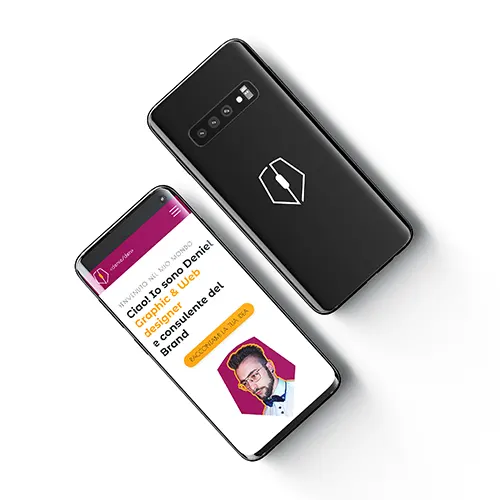 BENVENUTO NEL MIO MONDO
Ciao! Io sono Deniel
Graphic & Web
designer
e consulente del
Brand
RACCONTAMI LA TUA IDEA